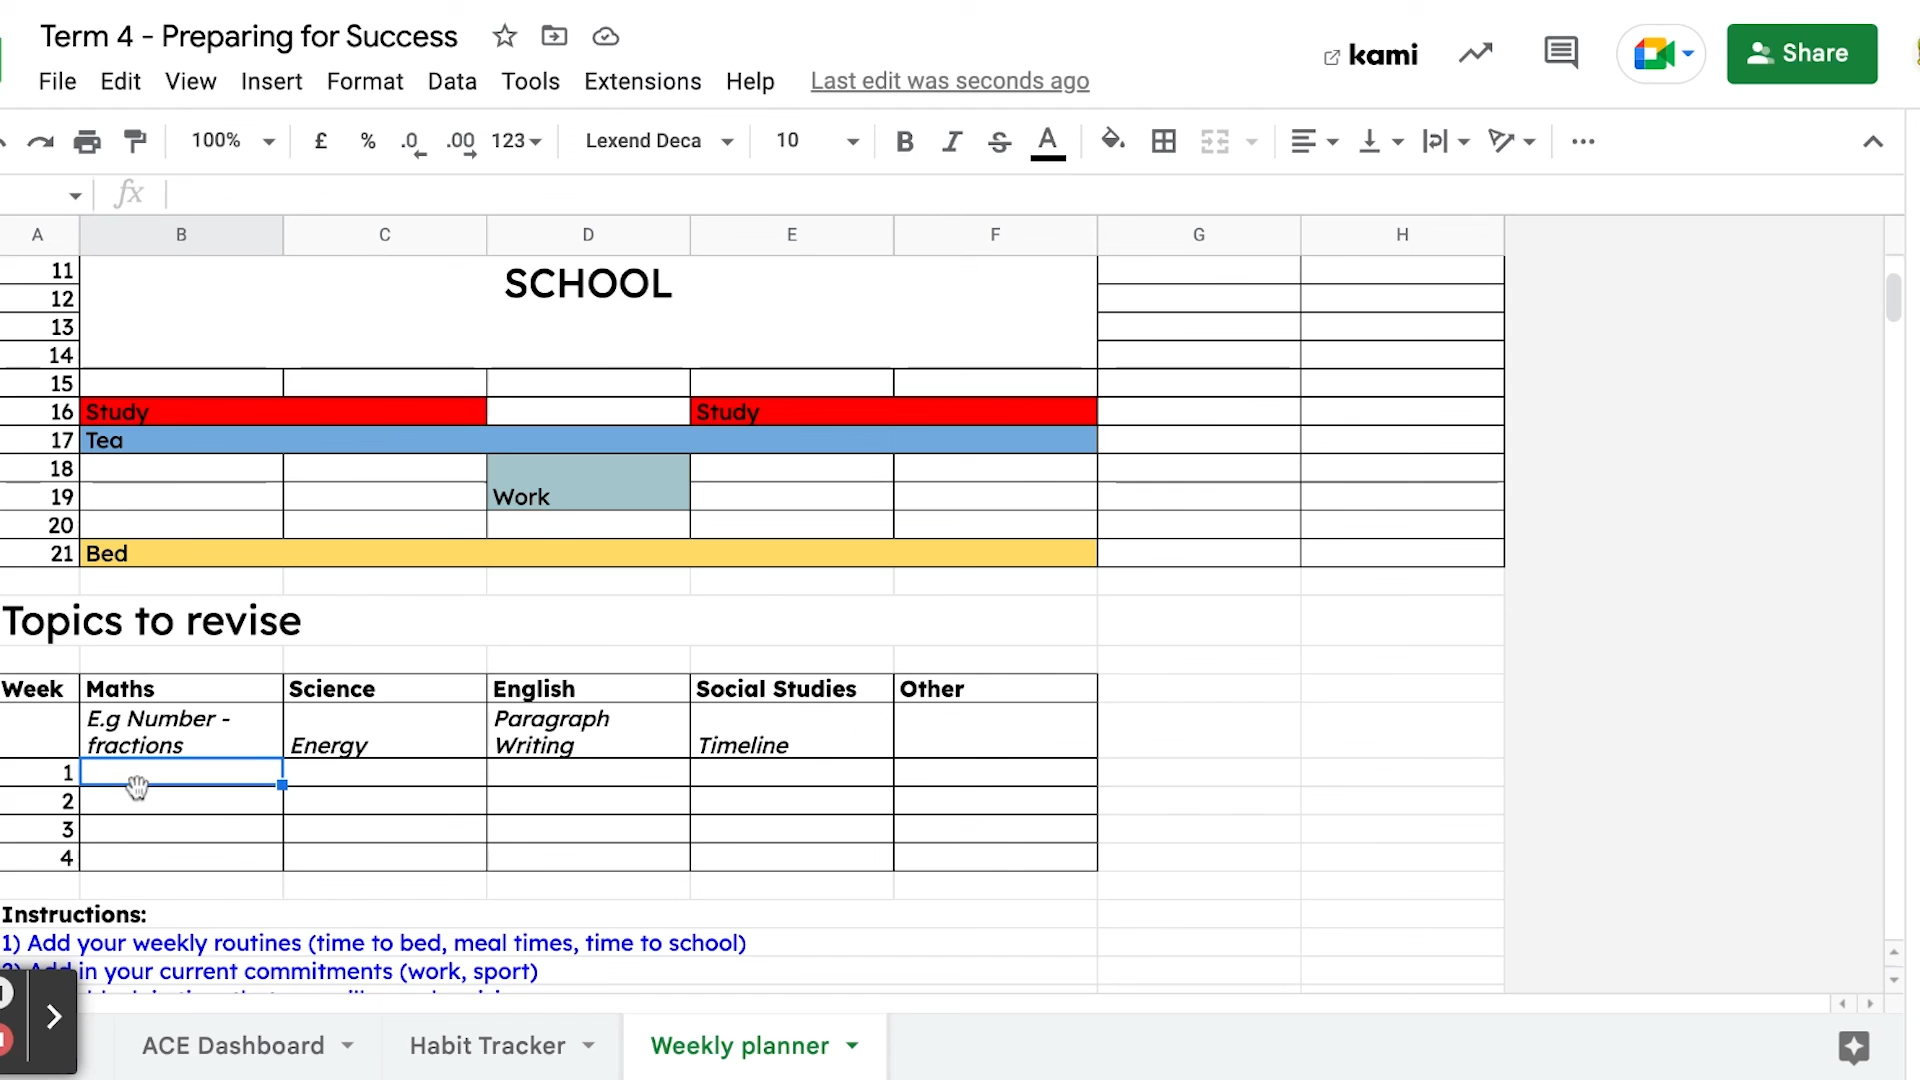 Term 4 - Preparing for Success
kami
Share
File Edit View Insert Format Data Tools Extensions Help Last edit was seconds ago
100% £ % .0 .00 123 Lexend Deca 10 B I S A
fx
A B C D E F G H
11 SCHOOL
12
13
14
15
16 Study Study
17 Tea
18
19 Work
20
21 Bed
Topics to revise
Week Maths Science English Social Studies Other
E.g Number - fractions Energy Paragraph Writing Timeline
1
2
3
4
Instructions:
1) Add your weekly routines (time to bed, meal times, time to school)
in your current commitments (work, sport)
ACE Dashboard Habit Tracker Weekly planner